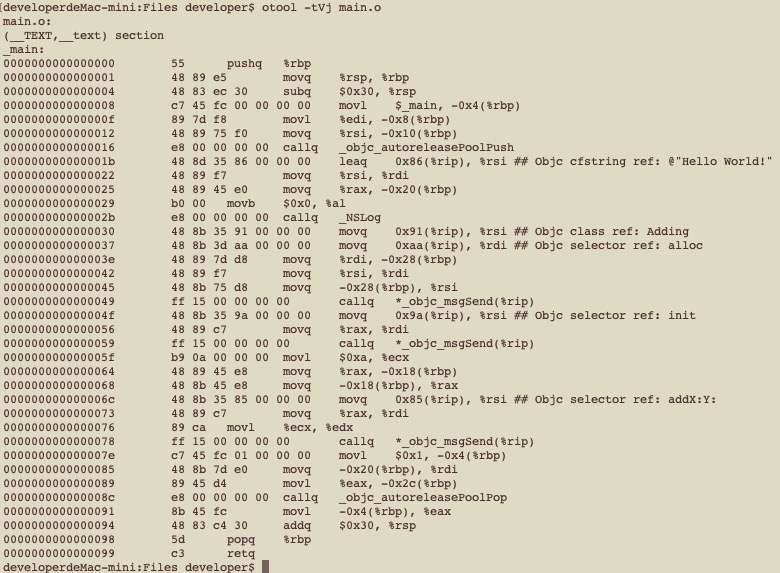 [developerdeMac-mini:Files developer$ otool -tVj main.o
main.o:
(__TEXT,__text) section
_main:
0000000000000000 55 pushq %rbp
0000000000000001 48 89 e5 movq %rsp, %rbp
0000000000000004 48 83 ec 30 subq $0x30, %rsp
0000000000000008 c7 45 fc 00 00 00 00 movl $_main, -0x4(%rbp)
000000000000000f 89 7d f8 movl %edi, -0x8(%rbp)
0000000000000012 48 89 75 f0 movq %rsi, -0x10(%rbp)
0000000000000016 e8 00 00 00 00 callq _objc_autoreleasePoolPush
000000000000001b 48 8d 35 86 00 00 00 leaq 0x86(%rip), %rsi ## Objc cfstring ref: @"Hello World!"
0000000000000022 48 89 f7 movq %rsi, %rdi
0000000000000025 48 89 45 e0 movq %rax, -0x20(%rbp)
0000000000000029 b0 00 movb $0x0, %al
000000000000002b e8 00 00 00 00 callq _NSLog
0000000000000030 48 8b 35 91 00 00 00 movq 0x91(%rip), %rsi ## Objc class ref: Adding
0000000000000037 48 8b 3d aa 00 00 00 movq 0xaa(%rip), %rdi ## Objc selector ref: alloc
000000000000003e 48 89 7d d8 movq %rdi, -0x28(%rbp)
0000000000000042 48 89 f7 movq %rsi, %rdi
0000000000000045 48 8b 75 d8 movq -0x28(%rbp), %rsi
0000000000000049 ff 15 00 00 00 00 callq *_objc_msgSend(%rip)
000000000000004f 48 8b 35 9a 00 00 00 movq 0x9a(%rip), %rsi ## Objc selector ref: init
0000000000000056 48 89 c7 movq %rax, %rdi
0000000000000059 ff 15 00 00 00 00 callq *_objc_msgSend(%rip)
000000000000005f b9 0a 00 00 00 movl $0xa, %ecx
0000000000000064 48 89 45 e8 movq %rax, -0x18(%rbp)
0000000000000068 48 8b 45 e8 movq -0x18(%rbp), %rax
000000000000006c 48 8b 35 85 00 00 00 movq 0x85(%rip), %rsi ## Objc selector ref: addX:Y:
0000000000000073 48 89 c7 movq %rax, %rdi
0000000000000076 89 ca movl %ecx, %edx
0000000000000078 ff 15 00 00 00 00 callq *_objc_msgSend(%rip)
000000000000007e c7 45 fc 01 00 00 00 movl $0x1, -0x4(%rbp)
0000000000000085 48 8b 7d e0 movq -0x20(%rbp), %rdi
0000000000000089 89 45 d4 movl %eax, -0x2c(%rbp)
000000000000008c e8 00 00 00 00 callq _objc_autoreleasePoolPop
0000000000000091 8b 45 fc movl -0x4(%rbp), %eax
0000000000000094 48 83 c4 30 addq $0x30, %rsp
0000000000000098 5d popq %rbp
0000000000000099 c3 retq
developerdeMac-mini:Files developer$